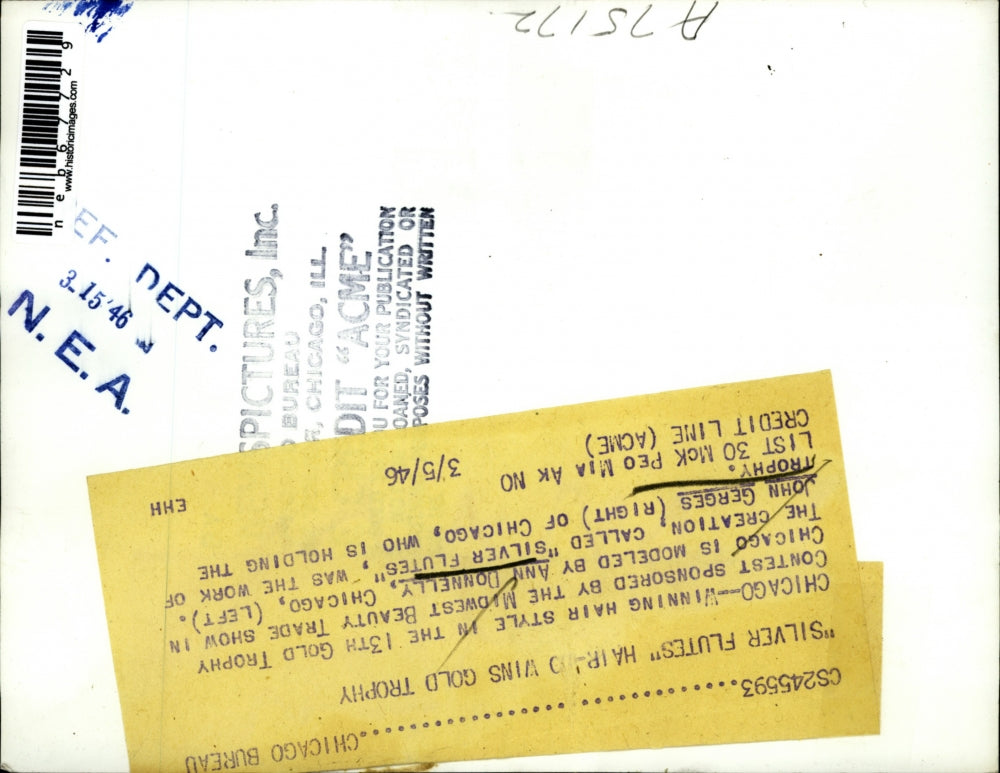 A75172
neb67729
www.historicimages.com
EF. DEPT.
3-15'46
N.E.A.
SPICTURES, Inc.
BUREAU
R, CHICAGO, ILL.
DIT "ACME"
U FOR YOUR PUBLICATION
OANED, SYNDICATED OR
POSES WITHOUT WRITTEN
CS245593....................................CHICAGO BUREAU
"SILVER FLUTES" HAIR-DO WINS GOLD TROPHY
CHICAGO--WINNING HAIR STYLE IN THE 13TH GOLD TROPHY
CONTEST SPONSORED BY THE MIDWEST BEAUTY TRADE SHOW IN
CHICAGO IS MODELED BY ANN DONNELLY, CHICAGO, (LEFT).
THE CREATION, CALLED "SILVER FLUTES", WAS THE WORK OF
JOHN GERGES (RIGHT) OF CHICAGO, WHO IS HOLDING THE
TROPHY.
LIST 30 MCK PEO MIA AK NO 3/5/46 EHH
CREDIT LINE (ACME)